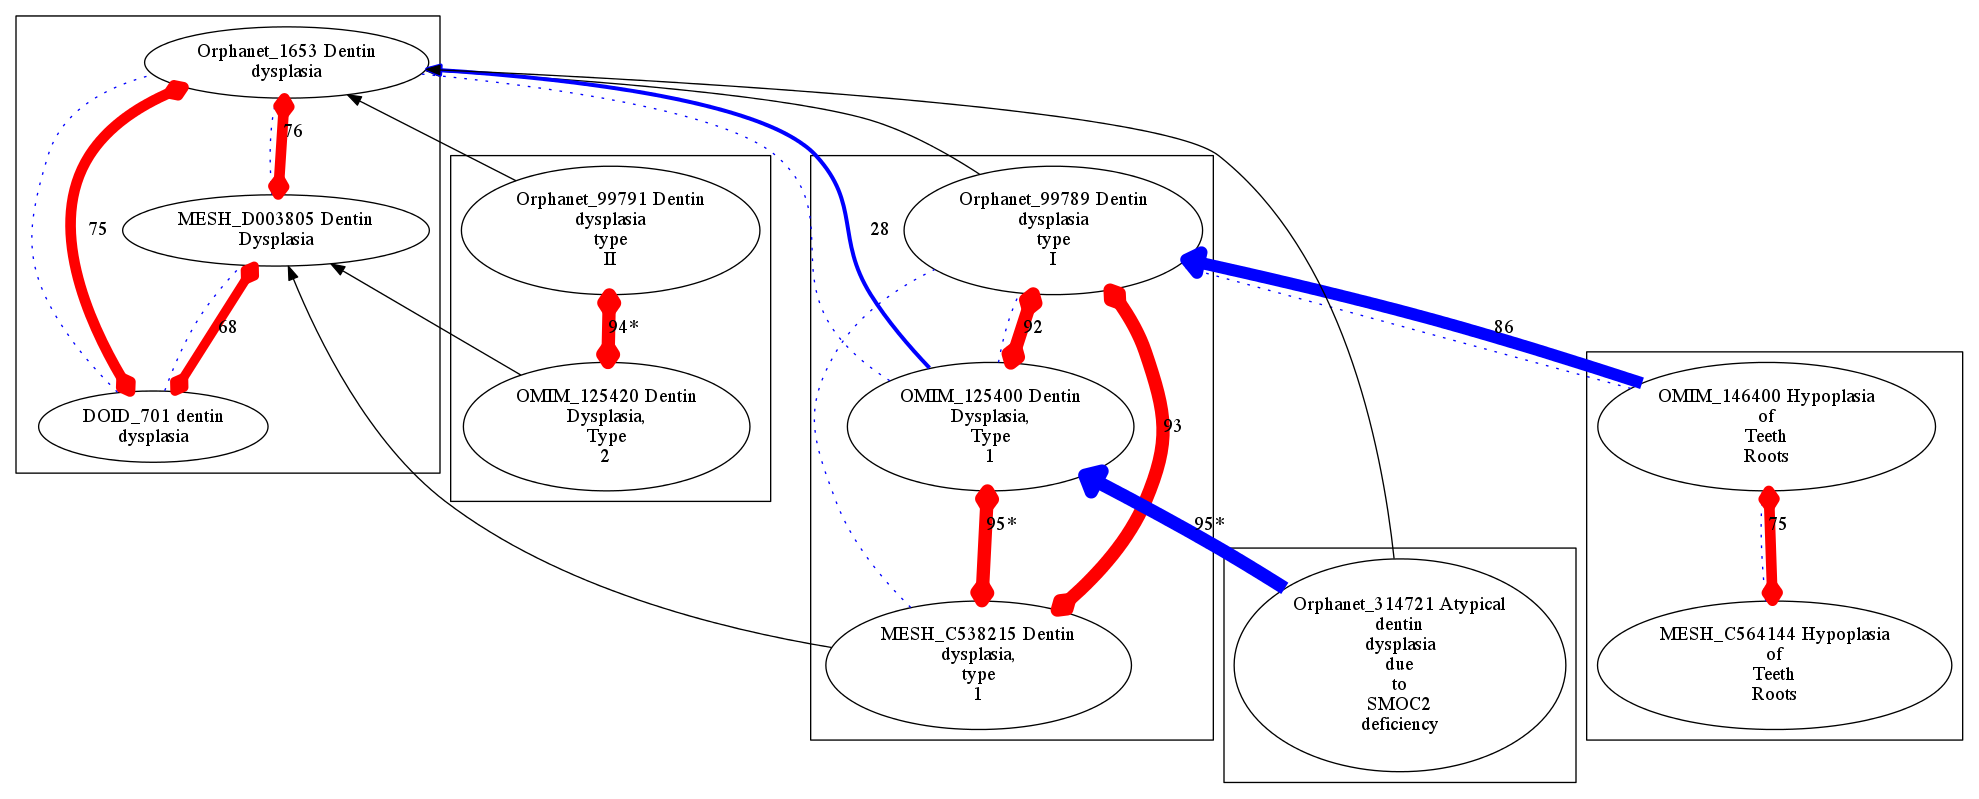 Orphanet_1653 Dentin
dysplasia
76
MESH_D003805 Dentin
Dysplasia
75
68
DOID_701 dentin
dysplasia
Orphanet_99791 Dentin
dysplasia
type
II
94*
OMIM_125420 Dentin
Dysplasia,
Type
2
28
Orphanet_99789 Dentin
dysplasia
type
I
92
93
OMIM_125400 Dentin
Dysplasia,
Type
1
95*
MESH_C538215 Dentin
dysplasia,
type
1
95*
Orphanet_314721 Atypical
dentin
dysplasia
due
to
SMOC2
deficiency
86
OMIM_146400 Hypoplasia
of
Teeth
Roots
75
MESH_C564144 Hypoplasia
of
Teeth
Roots